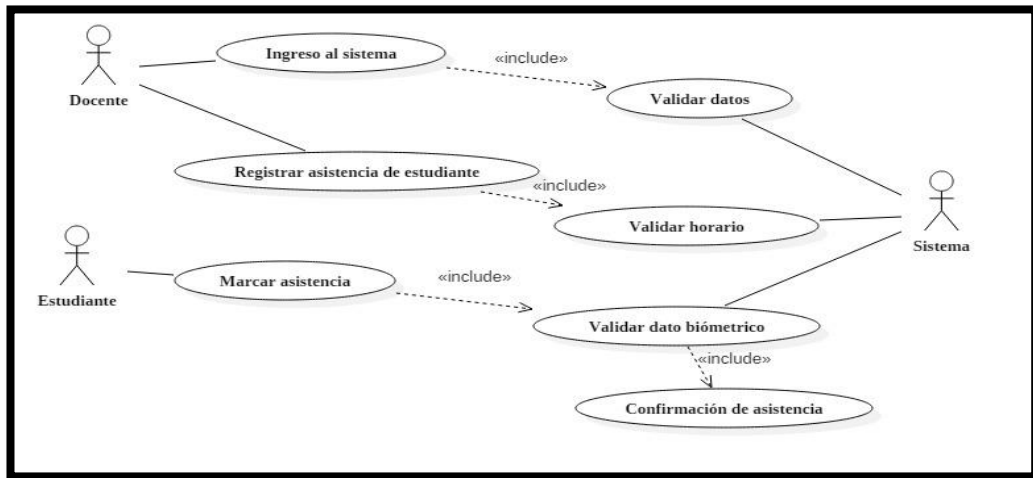 Ingreso al sistema
«include»
Docente
Validar datos
Registrar asistencia de estudiante
«include»
Validar horario
Sistema
Marcar asistencia
«include»
Estudiante
Validar dato biómetrico
«include»
Confirmación de asistencia